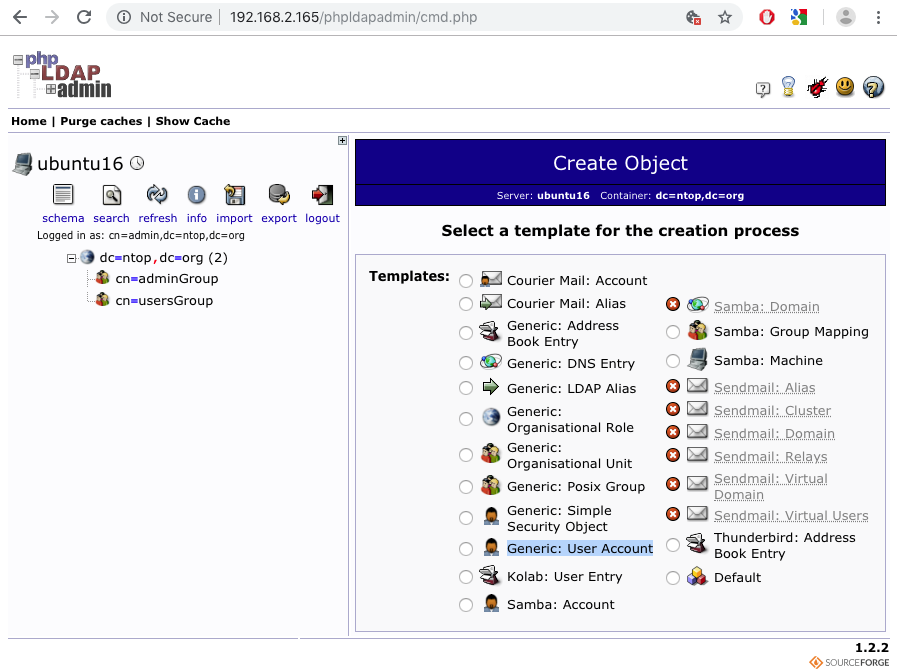 Not Secure | 192.168.2.165/phpldapadmin/cmd.php
php
LDAP
admin
Home | Purge caches | Show Cache
ubuntu16
schema search refresh info import export logout
Logged in as: cn=admin,dc=ntop,dc=org
dc=ntop,dc=org (2)
cn=adminGroup
cn=usersGroup
Create Object
Server: ubuntu16 Container: dc=ntop,dc=org
Select a template for the creation process
Templates:
Courier Mail: Account
Courier Mail: Alias
Generic: Address
Book Entry
Generic: DNS Entry
Generic: LDAP Alias
Generic:
Organisational Role
Generic:
Organisational Unit
Generic: Posix Group
Generic: Simple
Security Object
Generic: User Account
Kolab: User Entry
Samba: Account
Samba: Domain
Samba: Group Mapping
Samba: Machine
Sendmail: Alias
Sendmail: Cluster
Sendmail: Domain
Sendmail: Relays
Sendmail: Virtual
Domain
Sendmail: Virtual Users
Thunderbird: Address
Book Entry
Default
1.2.2
SOURCEFORGE